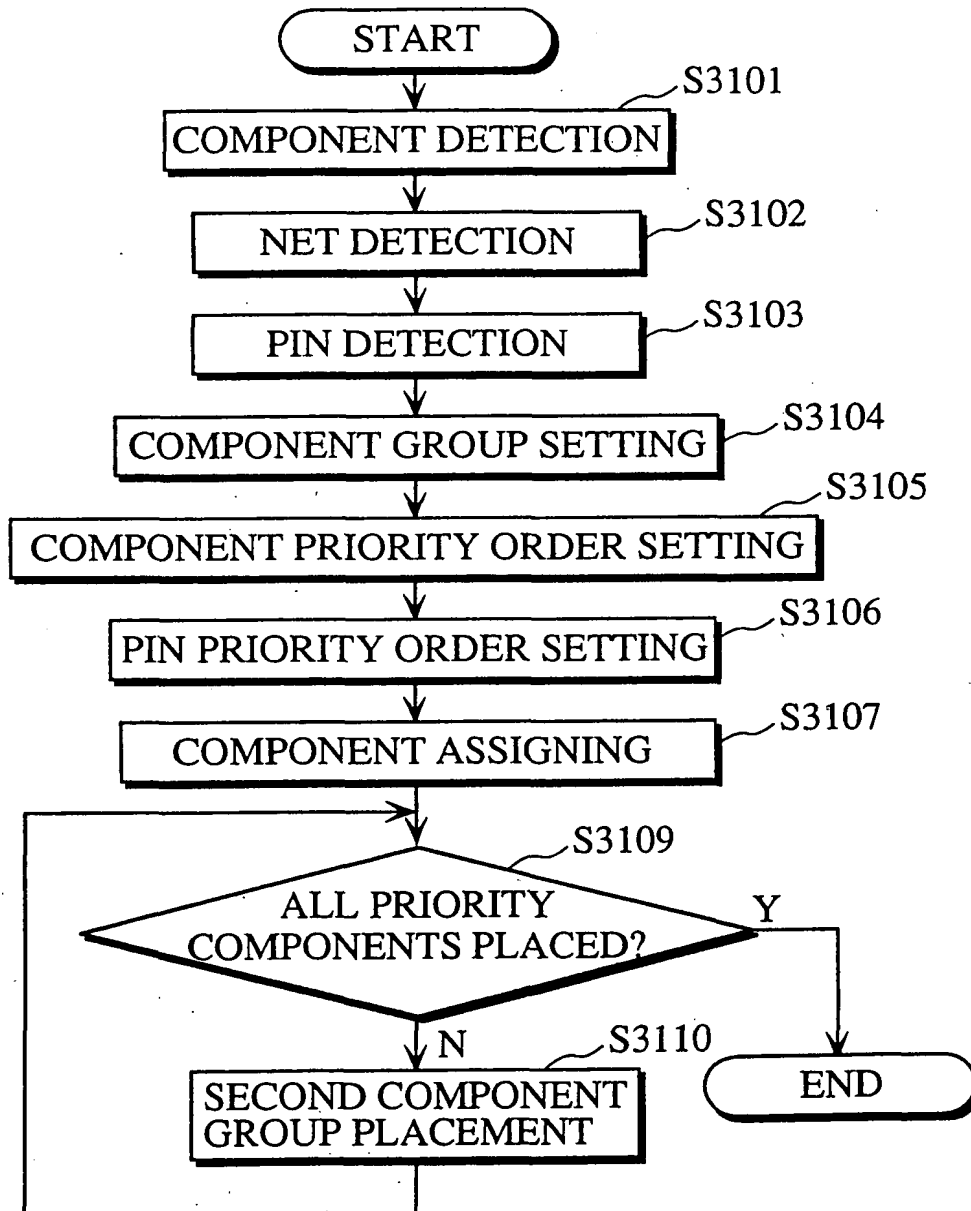 START
S3101
COMPONENT DETECTION
S3102
NET DETECTION
S3103
PIN DETECTION
S3104
COMPONENT GROUP SETTING
S3105
COMPONENT PRIORITY ORDER SETTING
S3106
PIN PRIORITY ORDER SETTING
S3107
COMPONENT ASSIGNING
S3109
ALL PRIORITY
COMPONENTS PLACED?
Y
N
S3110
SECOND COMPONENT
GROUP PLACEMENT
END